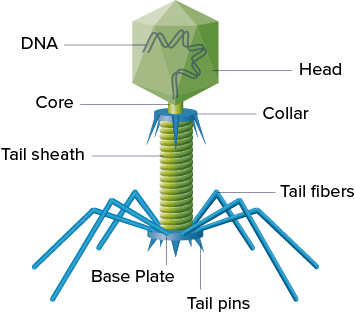 DNA
Head
Core
Collar
Tail sheath
Tail fibers
Base Plate
Tail pins